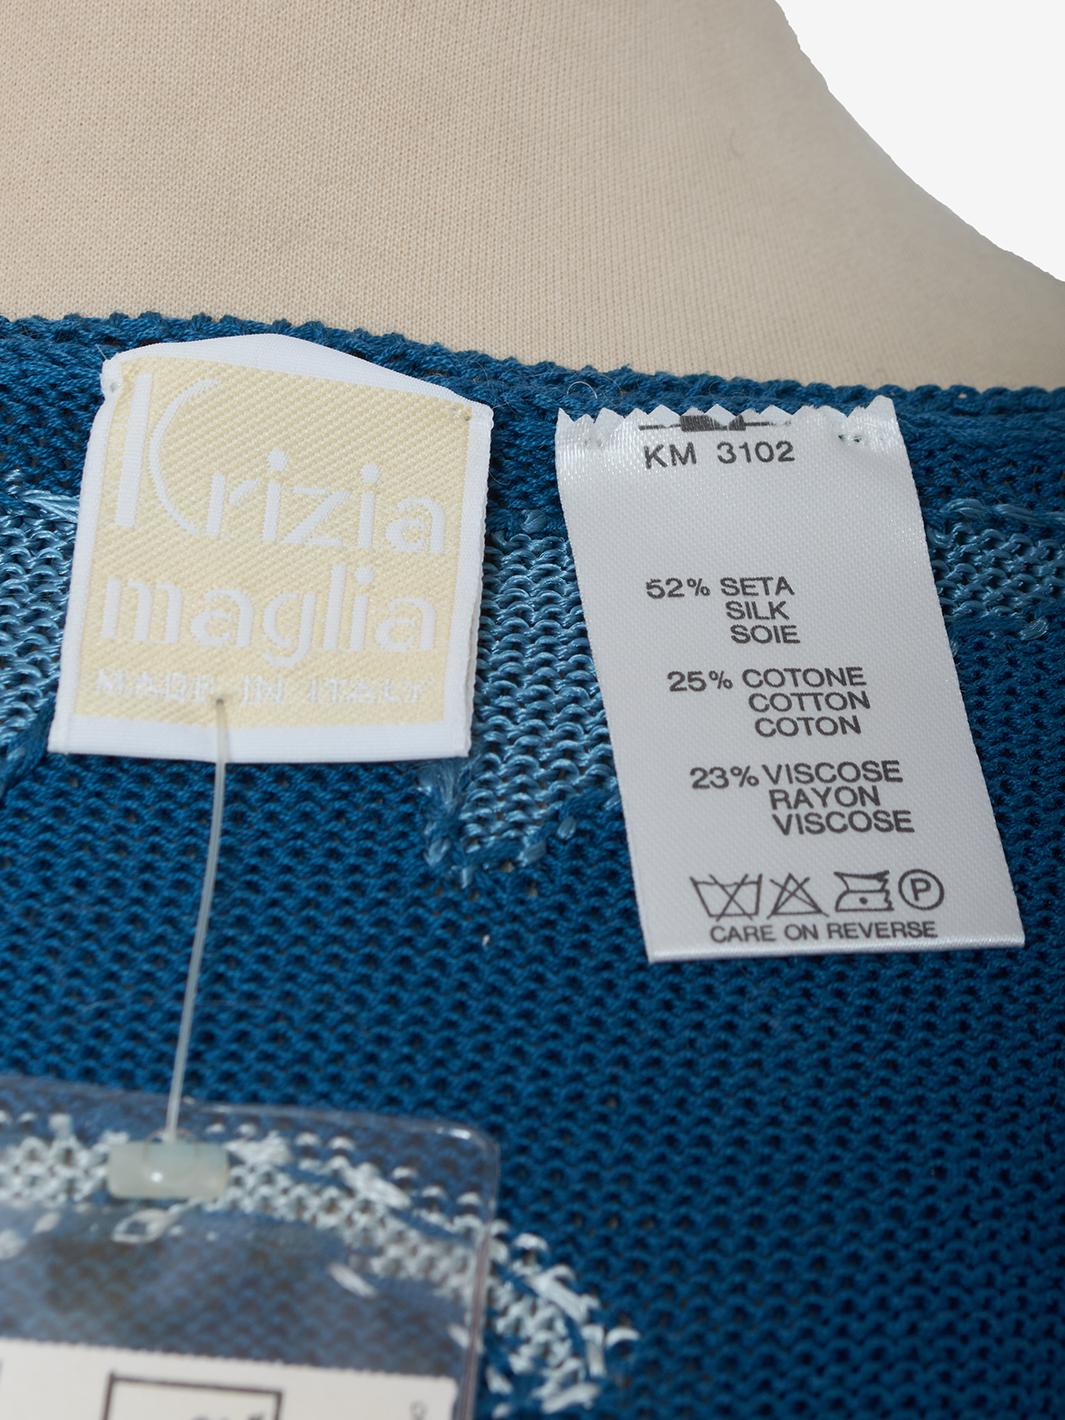 Krizia
maglia
MADE IN ITALY
KM 3102
52% SETA
SILK
SOIE
25% COTONE
COTTON
COTON
23% VISCOSE
RAYON
VISCOSE
P
CARE ON REVERSE